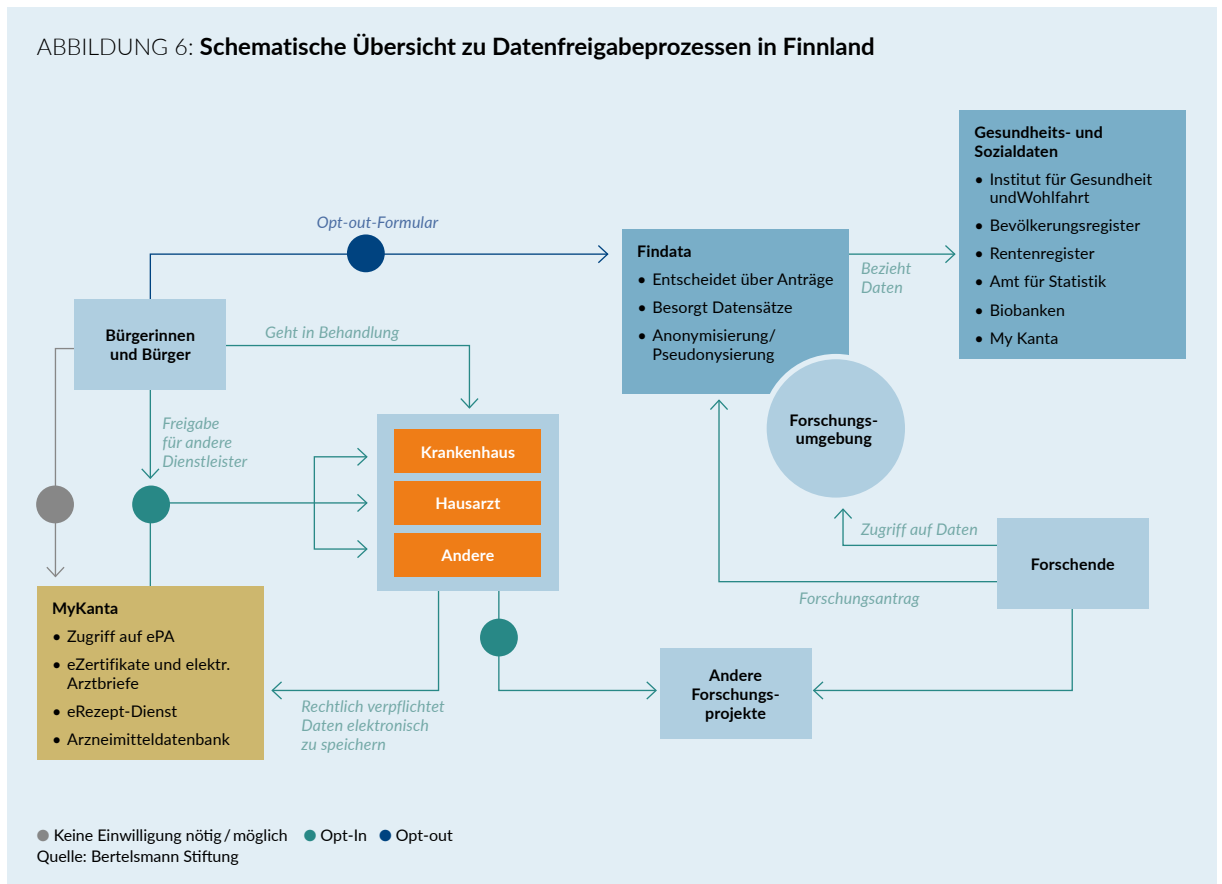 ABBILDUNG 6: Schematische Übersicht zu Datenfreigabeprozessen in Finnland
Gesundheits- und
Sozialdaten
• Institut für Gesundheit
undWohlfahrt
• Bevölkerungsregister
• Rentenregister
• Amt für Statistik
• Biobanken
• My Kanta
Opt-out-Formular
Findata
• Entscheidet über Anträge
• Besorgt Datensätze
• Anonymisierung/
Pseudonysierung
Bezieht
Daten
Bürgerinnen
und Bürger
Geht in Behandlung
Freigabe
für andere
Dienstleister
Krankenhaus
Hausarzt
Andere
Forschungs-
umgebung
Zugriff auf Daten
Forschende
Forschungsantrag
MyKanta
• Zugriff auf ePA
• eZertifikate und elektr.
Arztbriefe
• eRezept-Dienst
• Arzneimitteldatenbank
Rechtlich verpflichtet
Daten elektronisch
zu speichern
Andere
Forschungs-
projekte
Keine Einwilligung nötig / möglich Opt-In Opt-out
Quelle: Bertelsmann Stiftung